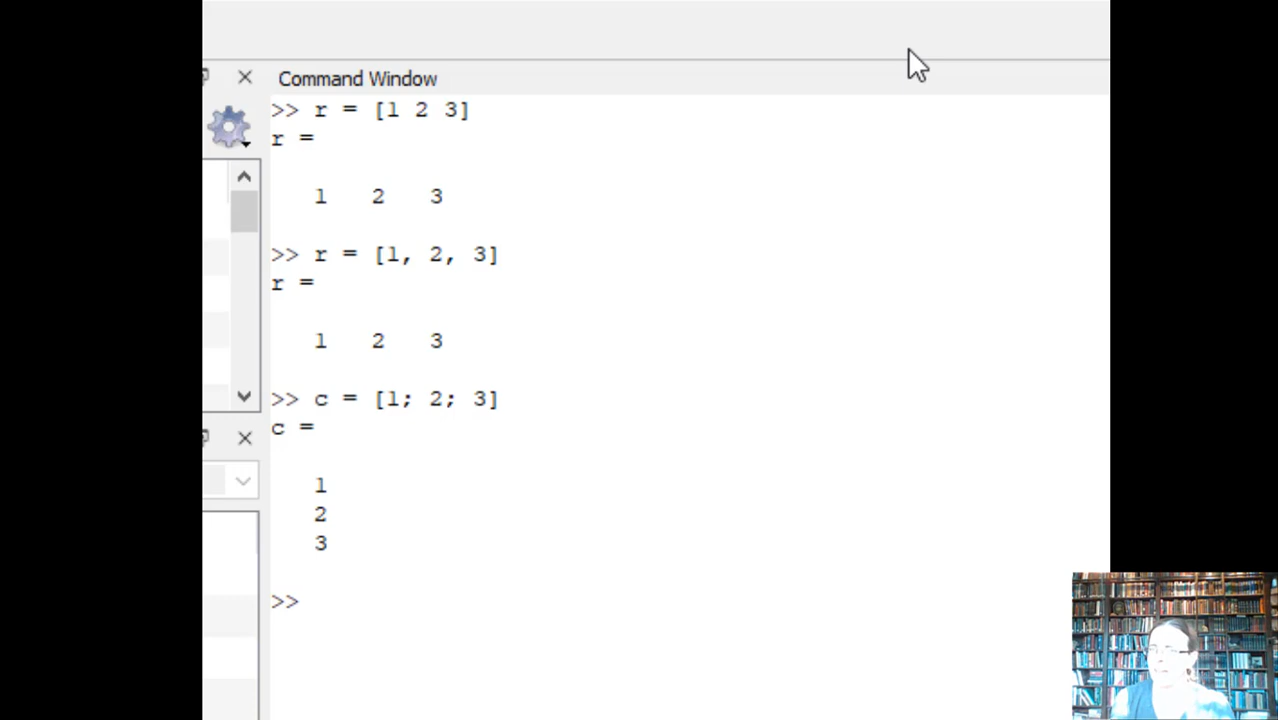 Command Window
>> r = [1 2 3]
r =
1 2 3
>> r = [1, 2, 3]
r =
1 2 3
>> c = [1; 2; 3]
c =
1
2
3
>>